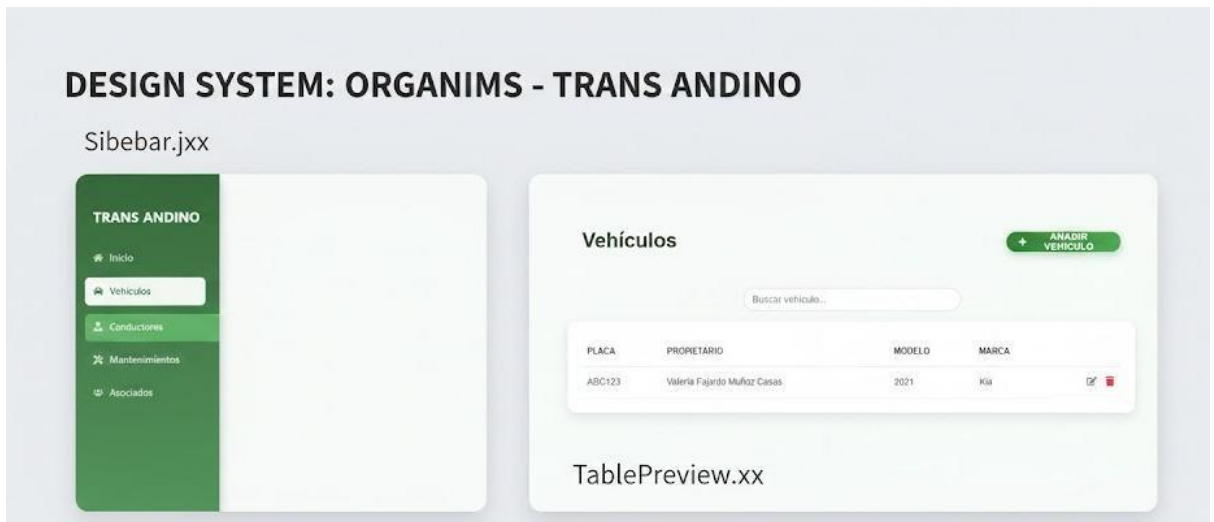 DESIGN SYSTEM: ORGANIMS - TRANS ANDINO
Sibebar.jxx
TRANS ANDINO
Inicio
Vehiculos
Conductores
Mantenimientos
Asociados
Vehículos
+ ANADIR
VEHICULO
Buscar vehiculo...
PLACA PROPIETARIO MODELO MARCA
ABC123 Valeria Fajardo Muñoz Casas 2021 Kia
TablePreview.xx